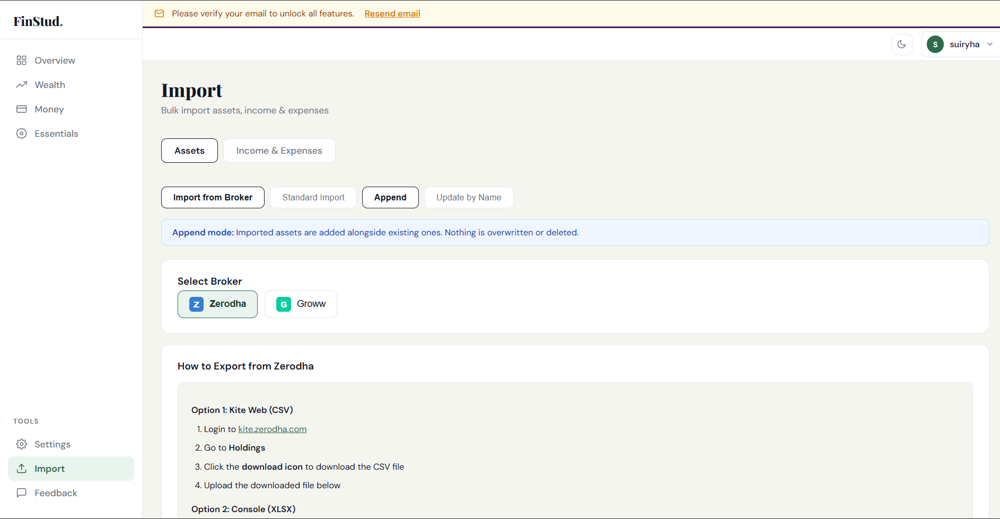 FinStud.
Please verify your email to unlock all features. Resend email
S suiryha
Overview
Wealth
Money
Essentials
TOOLS
Settings
Import
Feedback
Import
Bulk import assets, income & expenses
Assets Income & Expenses
Import from Broker Standard Import Append Update by Name
Append mode: Imported assets are added alongside existing ones. Nothing is overwritten or deleted.
Select Broker
Z Zerodha G Groww
How to Export from Zerodha
Option 1: Kite Web (CSV)
1. Login to kite.zerodha.com
2. Go to Holdings
3. Click the download icon to download the CSV file
4. Upload the downloaded file below
Option 2: Console (XLSX)